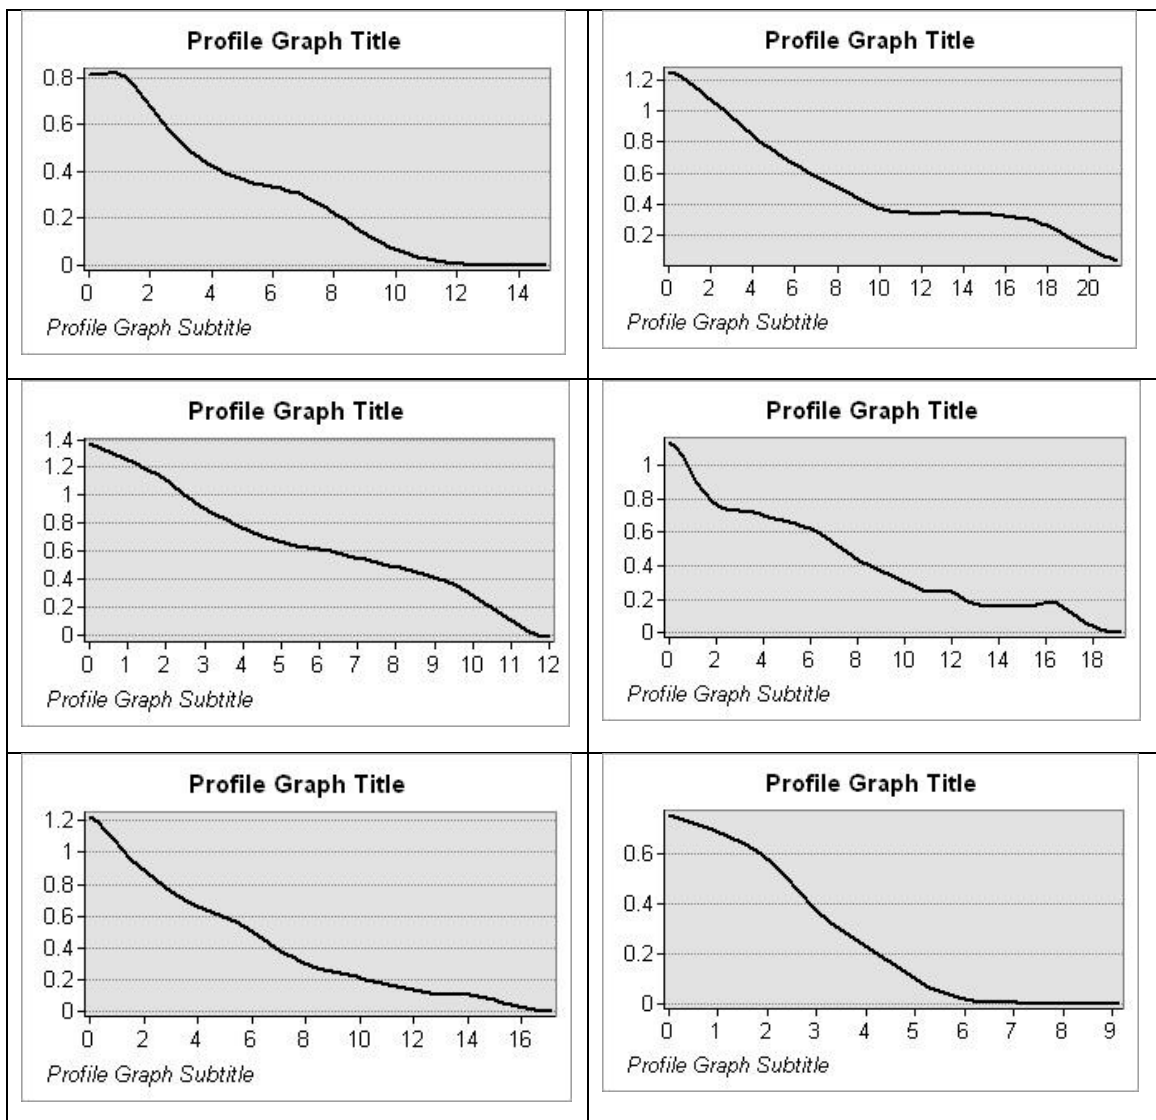 Profile Graph Title
0.8
0.6
0.4
0.2
0
0 2 4 6 8 10 12 14
Profile Graph Subtitle
Profile Graph Title
1.2
1
0.8
0.6
0.4
0.2
0 2 4 6 8 10 12 14 16 18 20
Profile Graph Subtitle
Profile Graph Title
1.4
1.2
1
0.8
0.6
0.4
0.2
0
0 1 2 3 4 5 6 7 8 9 10 11 12
Profile Graph Subtitle
Profile Graph Title
1
0.8
0.6
0.4
0.2
0
0 2 4 6 8 10 12 14 16 18
Profile Graph Subtitle
Profile Graph Title
1.2
1
0.8
0.6
0.4
0.2
0
0 2 4 6 8 10 12 14 16
Profile Graph Subtitle
Profile Graph Title
0.6
0.4
0.2
0
0 1 2 3 4 5 6 7 8 9
Profile Graph Subtitle